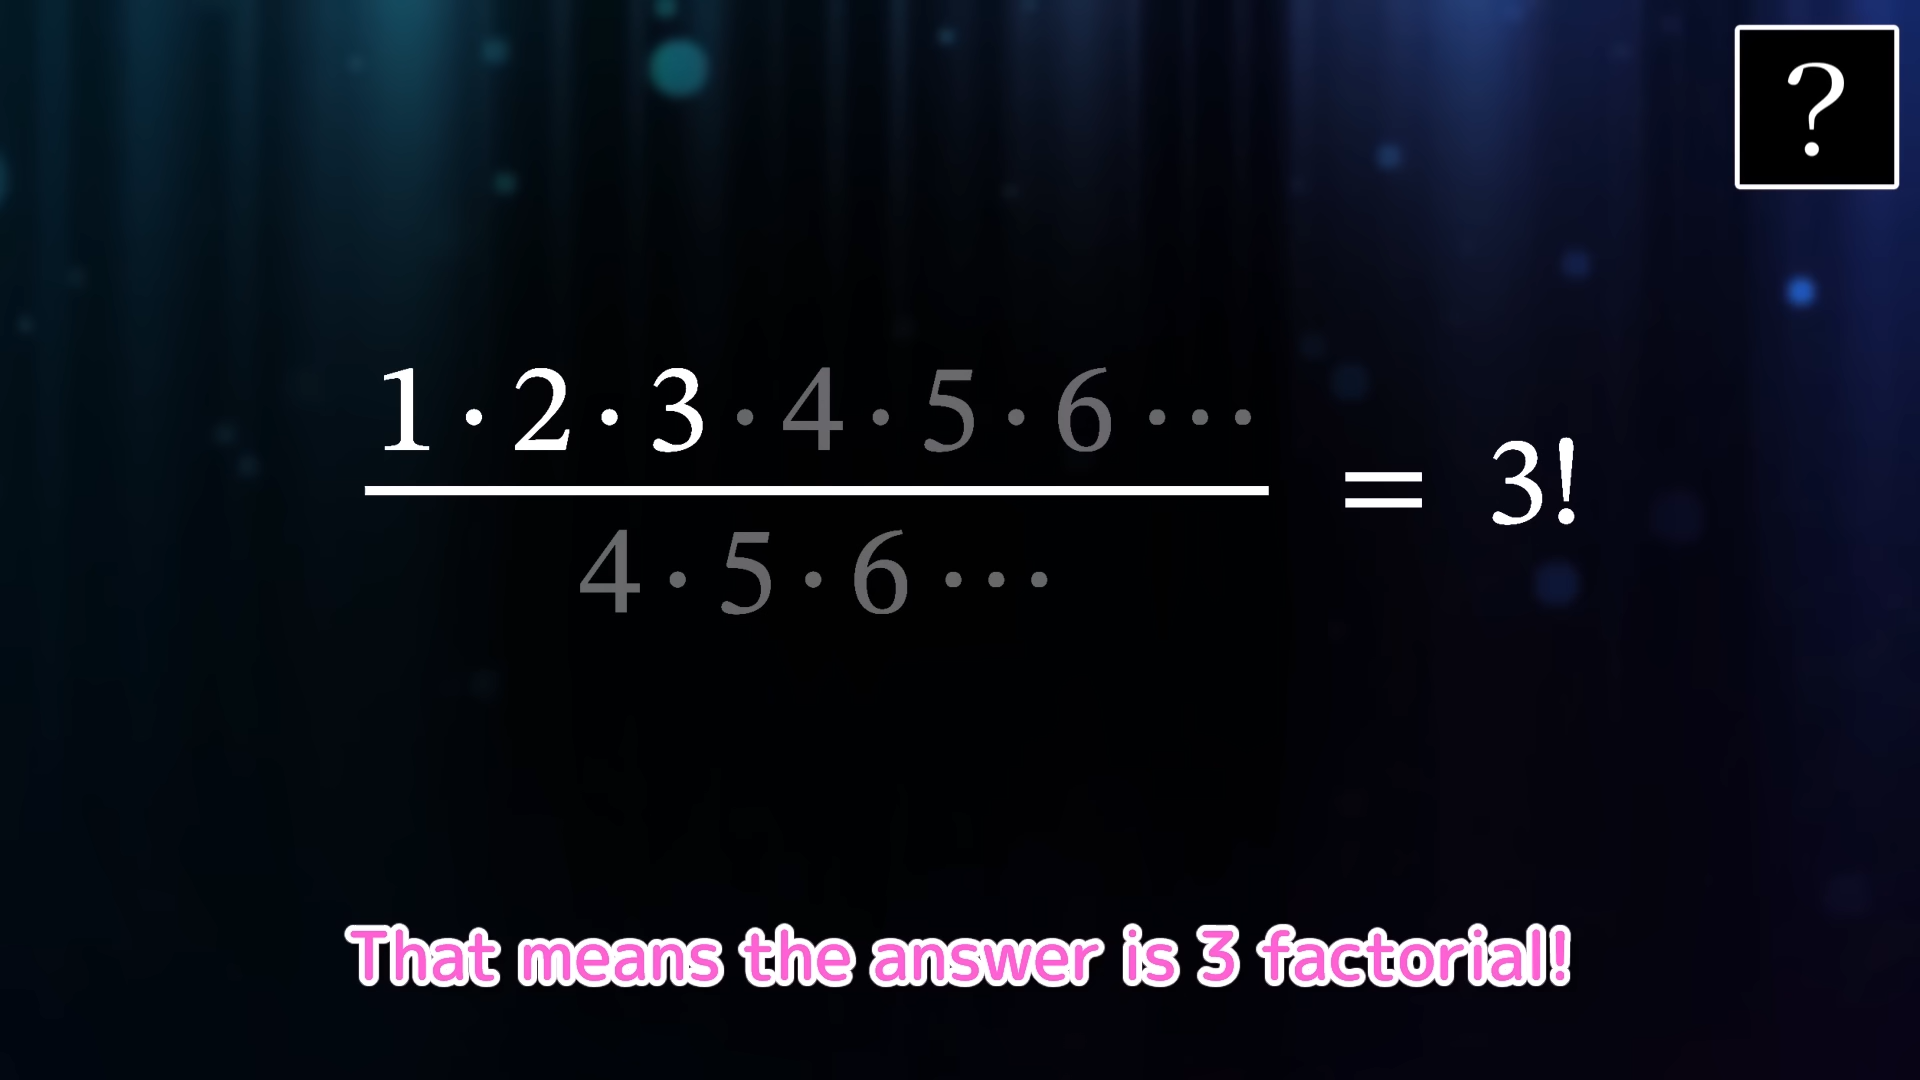 ?
1 · 2 · 3 · 4 · 5 · 6 · · ·
4 · 5 · 6 · · ·
= 3!
That means the answer is 3 factorial!